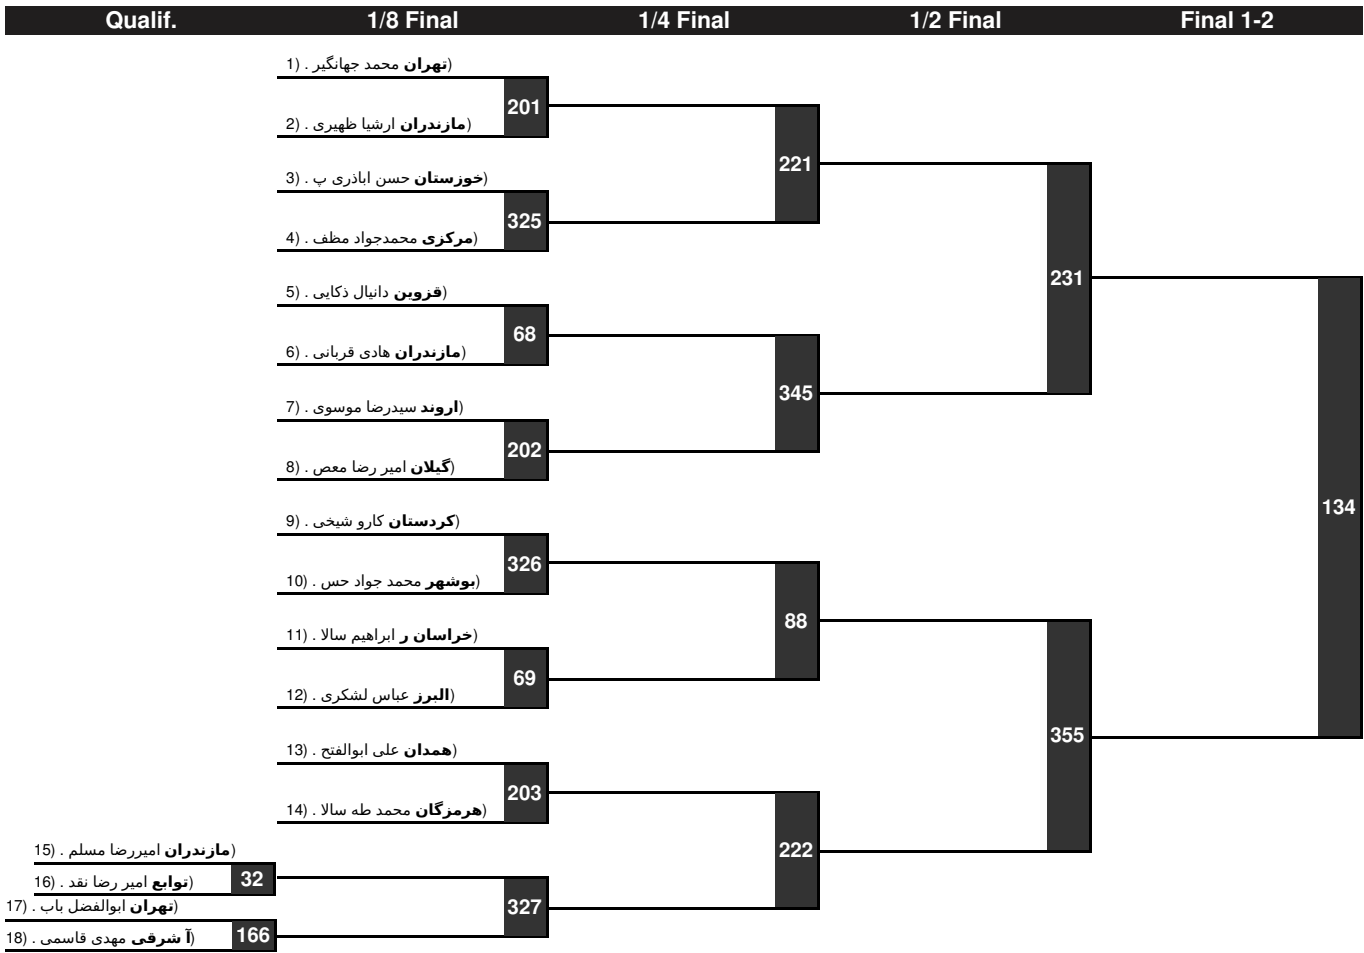 Qualif. 1/8 Final 1/4 Final 1/2 Final Final 1-2
1) . محمد جهانگیر تهران)
201
2) . ارشیا ظهیری مازندران)
221
3) . حسن اباذری پ خوزستان)
325
4) . محمدجواد مظف مرکزی)
231
5) . دانیال ذکایی قزوین)
68
6) . هادی قربانی مازندران)
345
7) . سیدرضا موسوی اروند)
202
8) . امیر رضا معص گیلان)
134
9) . کارو شیخی کردستان)
326
10) . محمد جواد حس بوشهر)
88
11) . ابراهیم سالا خراسان ر)
69
12) . عباس لشکری البرز)
355
13) . علی ابوالفتح همدان)
203
14) . محمد طه سالا هرمزگان)
222
15) . امیررضا مسلم مازندران)
32
16) . امیر رضا نقد توابع)
327
17) . ابوالفضل باب تهران)
166
18) . مهدی قاسمی آ شرقی)